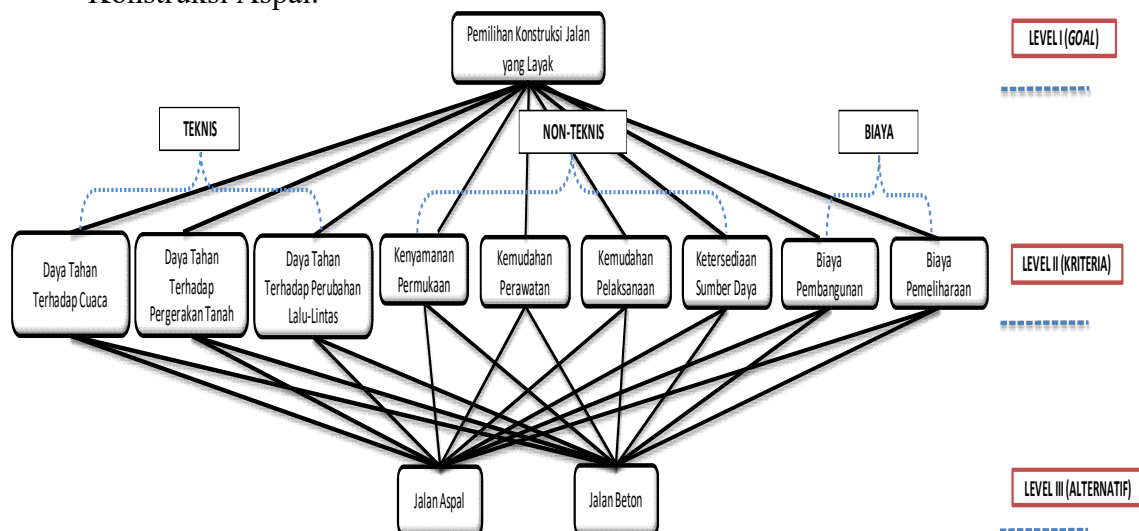 Konstruksi Aspal.
Pemilihan Konstruksi Jalan
yang Layak
LEVEL I (GOAL)
TEKNIS
NON-TEKNIS
BIAYA
Daya Tahan
Terhadap Cuaca
Daya Tahan
Terhadap
Pergerakan Tanah
Daya Tahan
Terhadap Perubahan
Lalu-Lintas
Kenyamanan
Permukaan
Kemudahan
Perawatan
Kemudahan
Pelaksanaan
Ketersediaan
Sumber Daya
Biaya
Pembangunan
Biaya
Pemeliharaan
LEVEL II (KRITERIA)
Jalan Aspal
Jalan Beton
LEVEL III (ALTERNATIF)